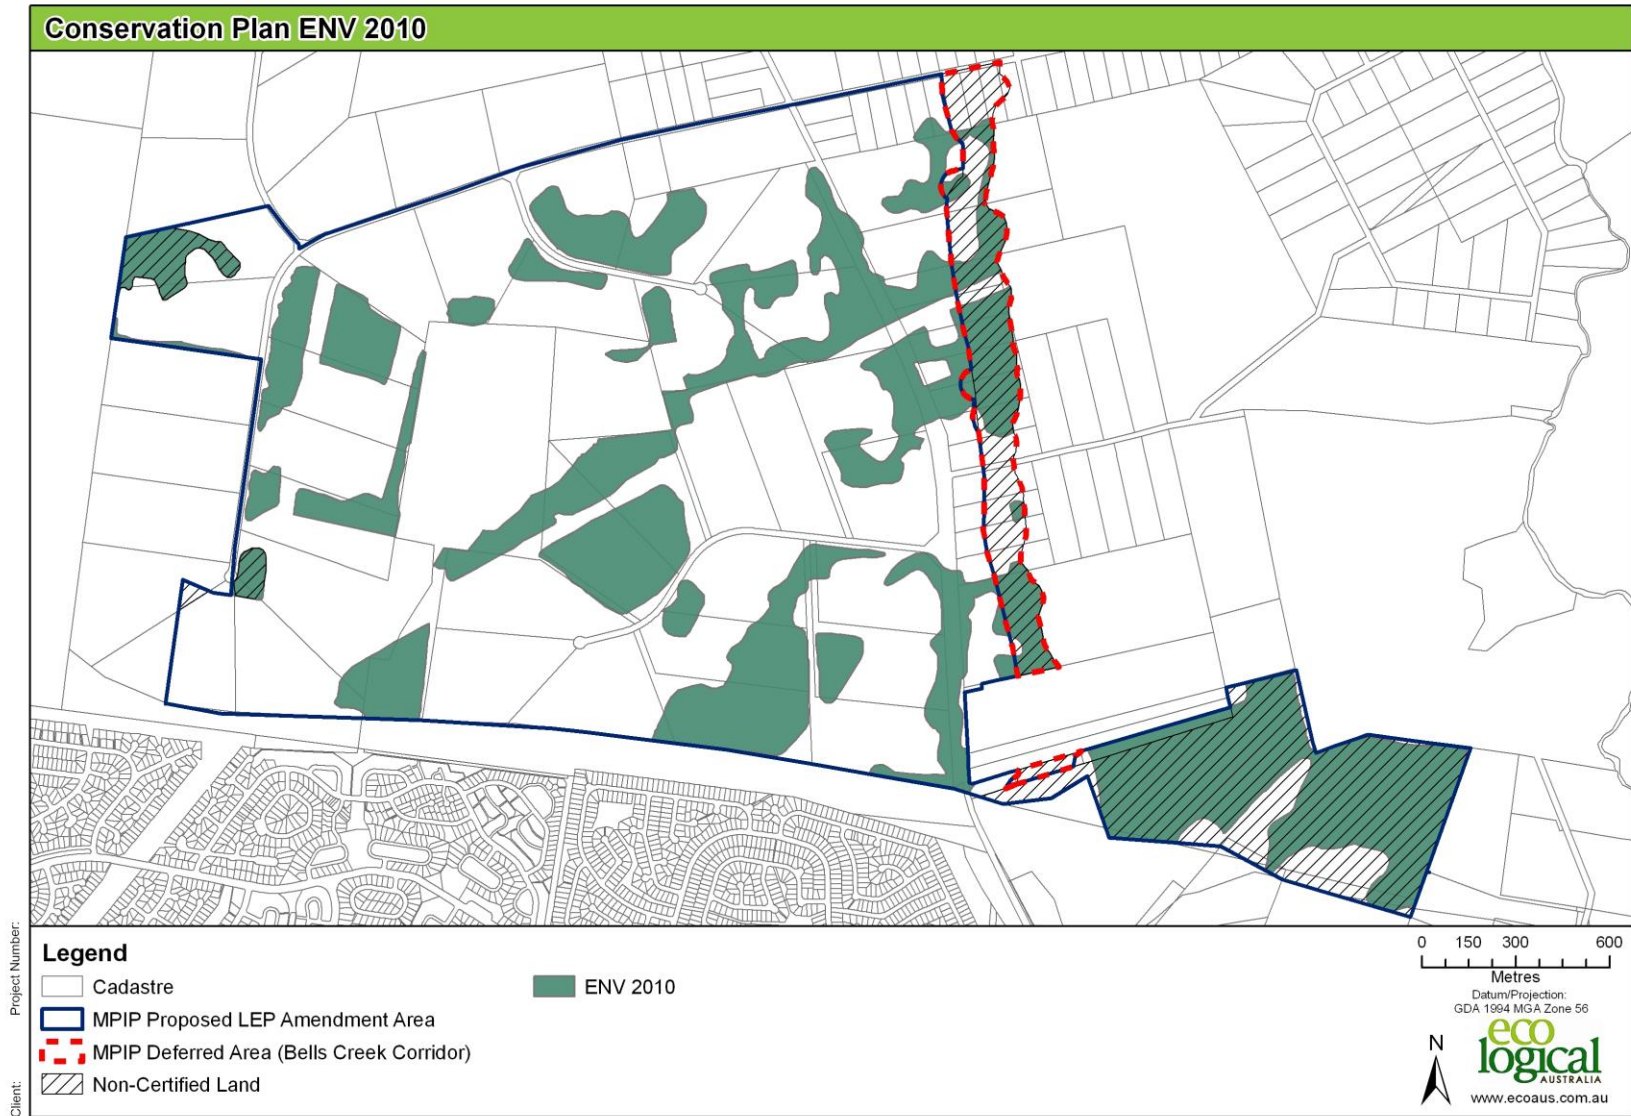 Conservation Plan ENV 2010
Legend
Cadastre
ENV 2010
MPIP Proposed LEP Amendment Area
MPIP Deferred Area (Bells Creek Corridor)
Non-Certified Land
0 150 300 600
Metres
Datum/Projection:
GDA 1994 MGA Zone 56
N
eco
logical
AUSTRALIA
www.ecoaus.com.au
Project Number:
Client: